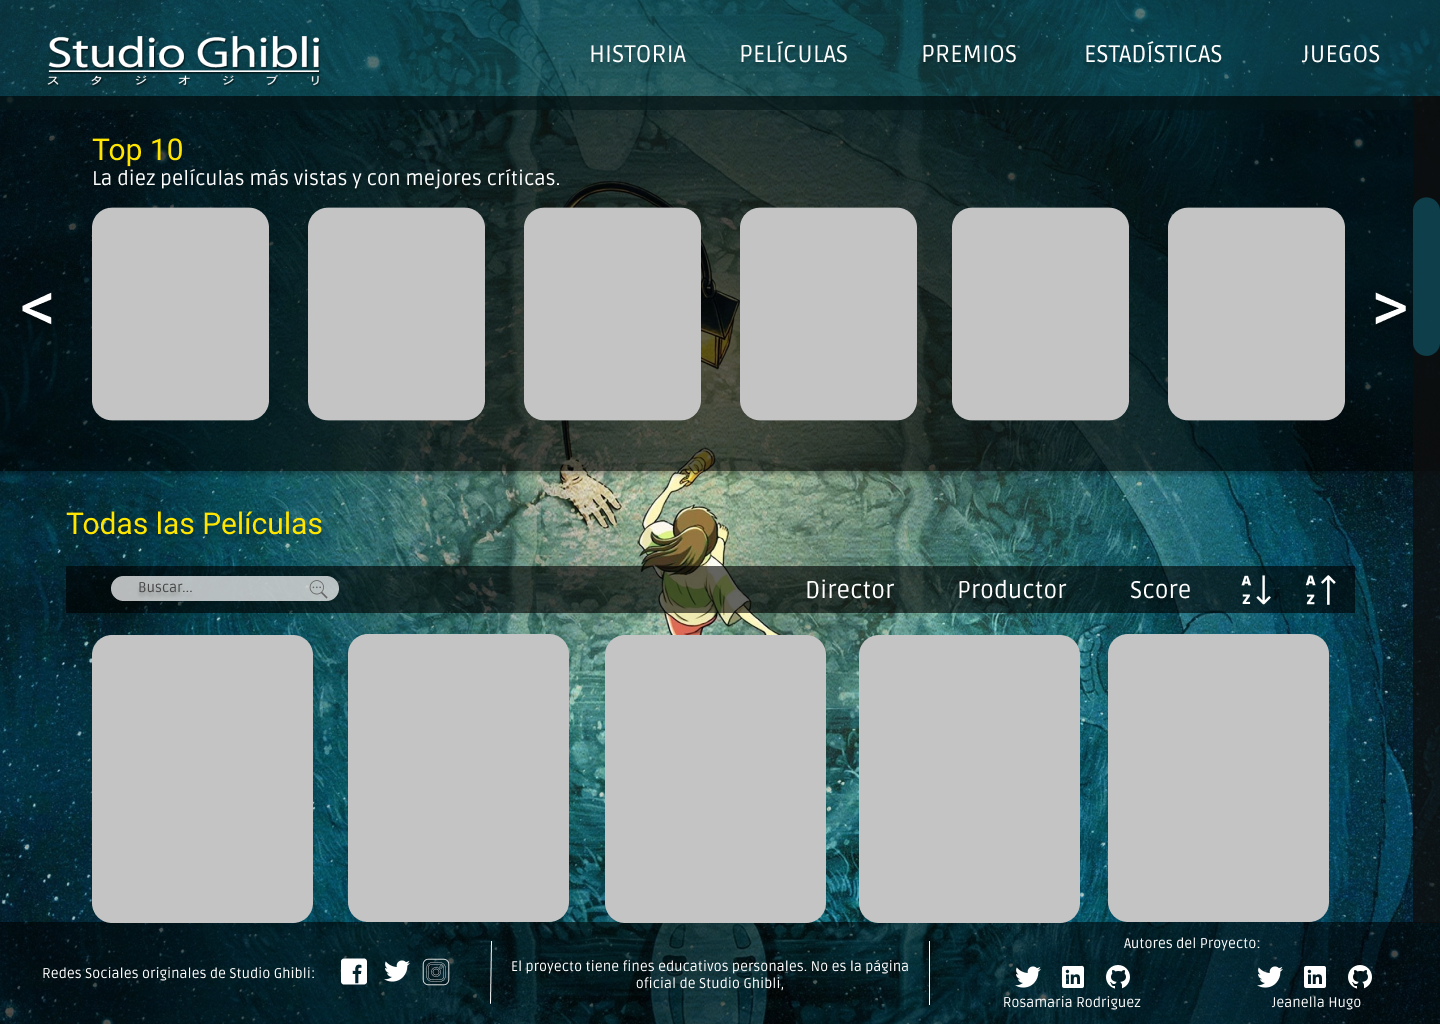 Studio Ghibli
スタジオジブリ
HISTORIA PELÍCULAS PREMIOS ESTADÍSTICAS JUEGOS
Top 10
La diez películas más vistas y con mejores críticas.
< >
Todas las Películas
Buscar... Director Productor Score A Z A Z
Redes Sociales originales de Studio Ghibli:
El proyecto tiene fines educativos personales. No es la página
oficial de Studio Ghibli,
Autores del Proyecto:
Rosamaria Rodriguez Jeanella Hugo